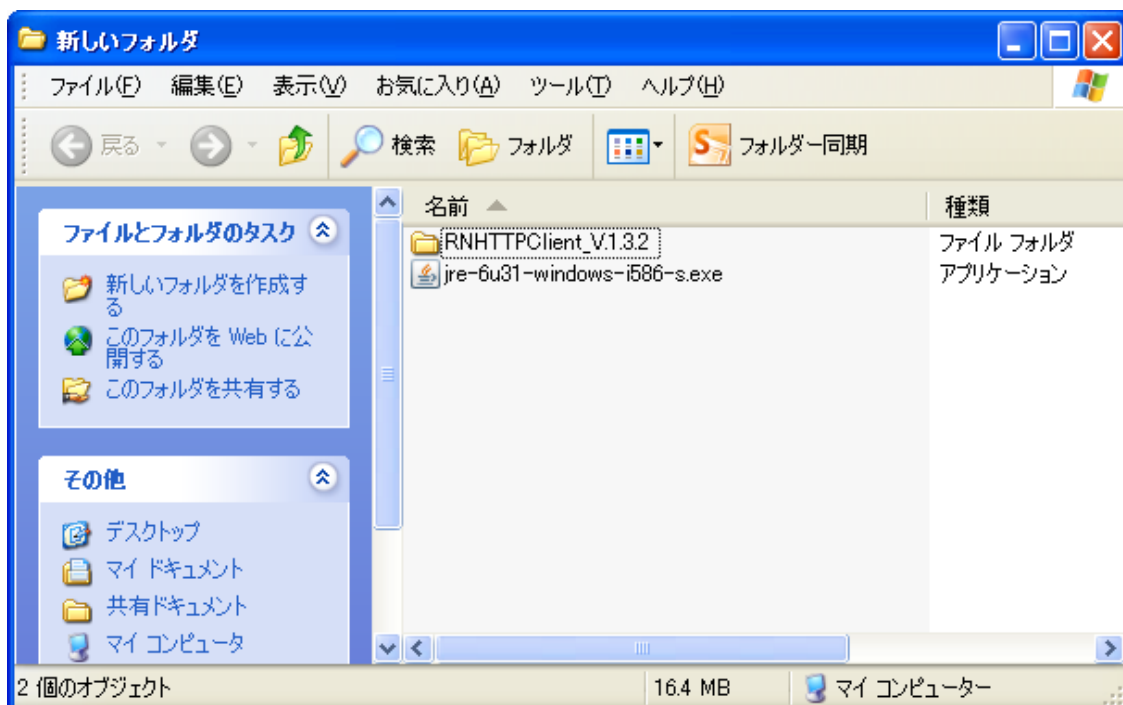 新しいフォルダ
ファイル(F) 編集(E) 表示(V) お気に入り(A) ツール(T) ヘルプ(H)
戻る 検索 フォルダ フォルダー同期
ファイルとフォルダのタスク
新しいフォルダを作成す
る
このフォルダを Web に公
開する
このフォルダを共有する
その他
デスクトップ
マイ ドキュメント
共有ドキュメント
マイ コンピュータ
名前 種類
RNHTTPClient_V.1.3.2 ファイル フォルダ
jre-6u31-windows-i586-s.exe アプリケーション
2 個のオブジェクト 16.4 MB マイ コンピューター